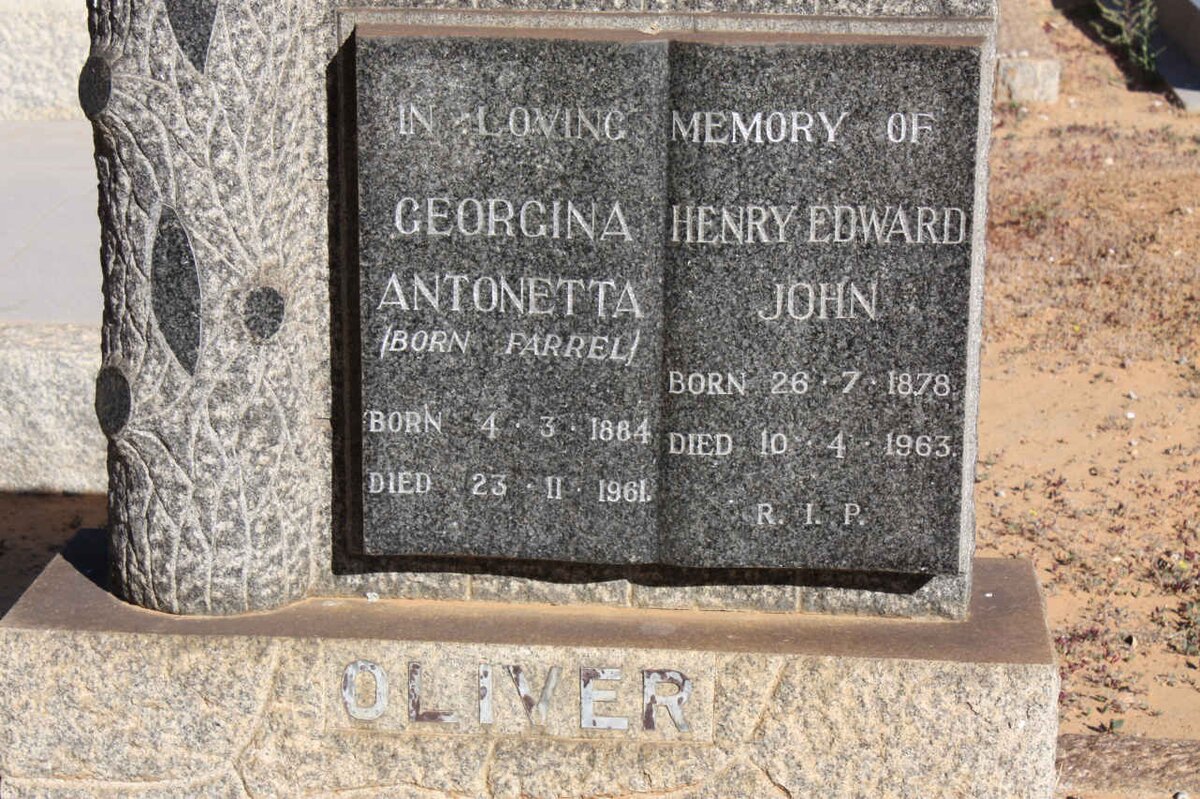 IN LOVING MEMORY OF
GEORGINA
ANTONETTA
/BORN FARREL/
BORN 4 · 3 · 1884
DIED 23 · 11 · 1961.
HENRY EDWARD
JOHN
BORN 26 · 7 · 1878.
DIED 10 · 4 · 1963.
R. I. P.
OLIVER